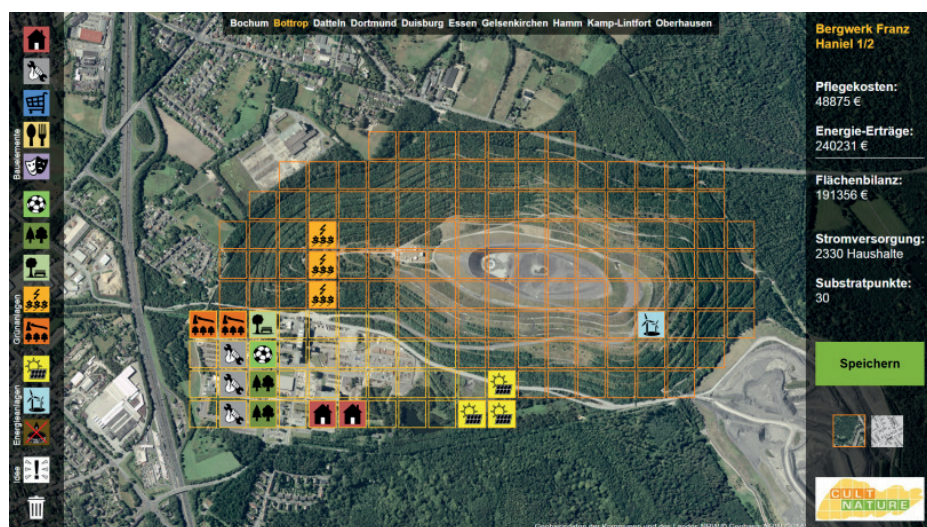 Bochum Bottrop Datteln Dortmund Duisburg Essen Gelsenkirchen Hamm Kamp-Lintfort Oberhausen
Bauelemente
Grünanlagen
Energieanlagen
Idee
Bergwerk Franz
Haniel 1/2
Pflegekosten:
48875 €
Energie-Erträge:
240231 €
Flächenbilanz:
191356 €
Stromversorgung:
2330 Haushalte
Substratpunkte:
30
Speichern
CULT
NATURE